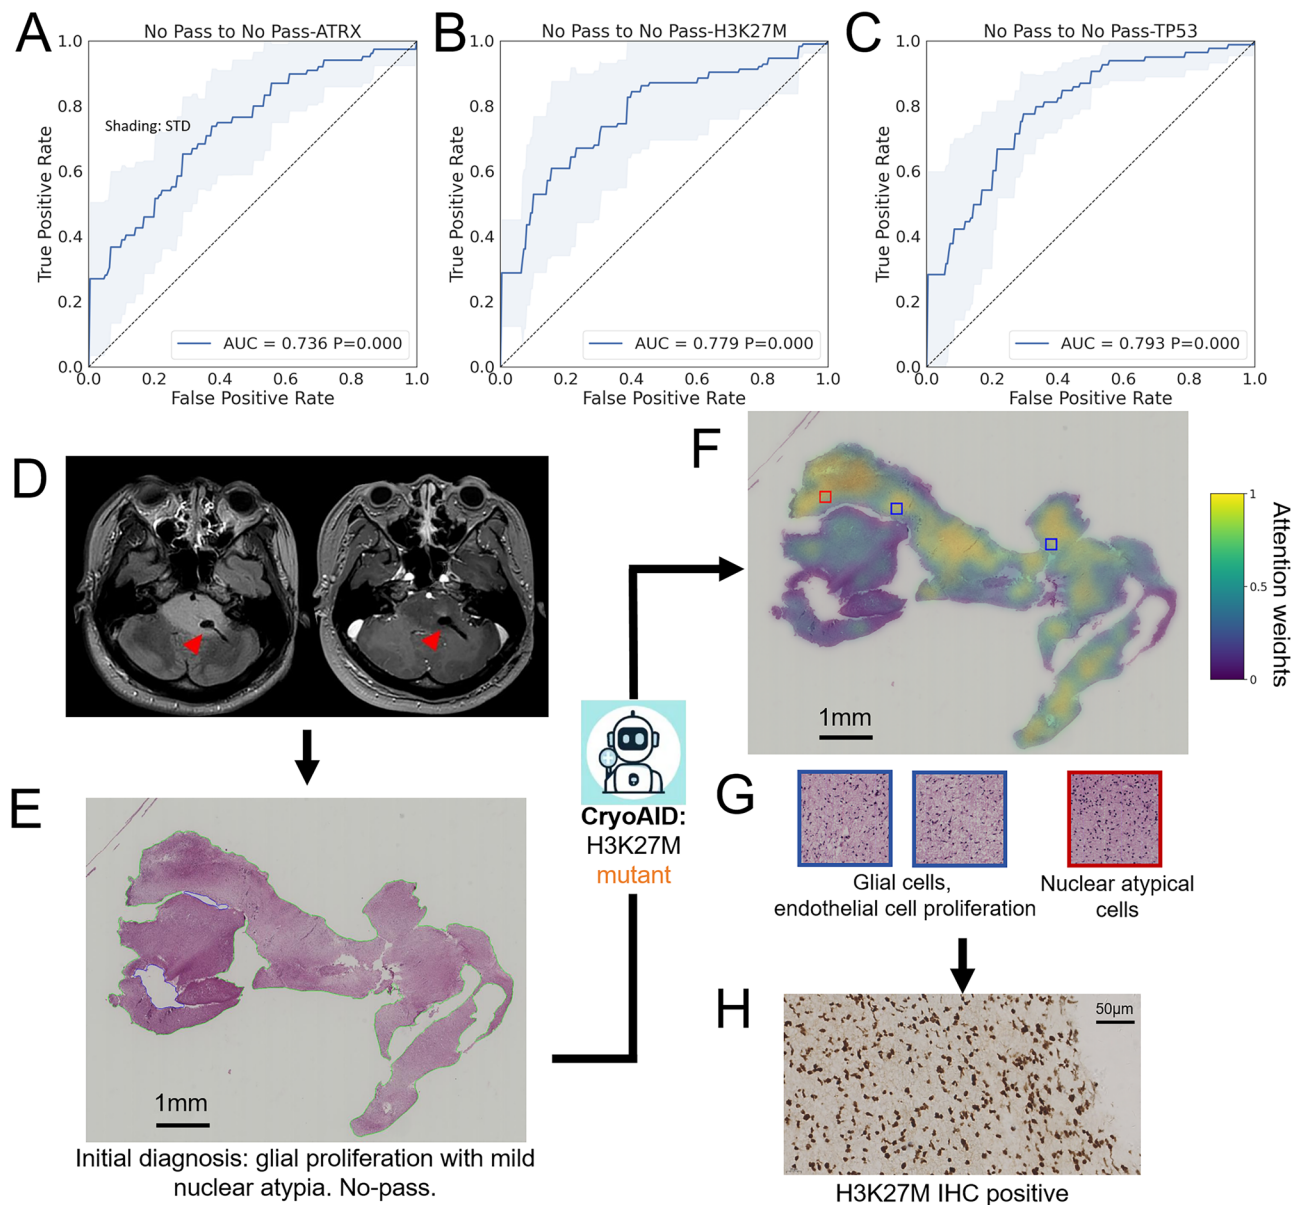 A
No Pass to No Pass-ATRX
True Positive Rate
1.0
0.8
0.6
0.4
0.2
0.0
Shading: STD
AUC = 0.736 P=0.000
0.0 0.2 0.4 0.6 0.8 1.0
False Positive Rate
B
No Pass to No Pass-H3K27M
True Positive Rate
1.0
0.8
0.6
0.4
0.2
0.0
AUC = 0.779 P=0.000
0.0 0.2 0.4 0.6 0.8 1.0
False Positive Rate
C
No Pass to No Pass-TP53
True Positive Rate
1.0
0.8
0.6
0.4
0.2
0.0
AUC = 0.793 P=0.000
0.0 0.2 0.4 0.6 0.8 1.0
False Positive Rate
D
E
1mm
Initial diagnosis: glial proliferation with mild
nuclear atypia. No-pass.
CryoAID:
H3K27M
mutant
F
1mm
1
0.5
0
Attention weights
G
Glial cells,
endothelial cell proliferation
Nuclear atypical
cells
H
50μm
H3K27M IHC positive